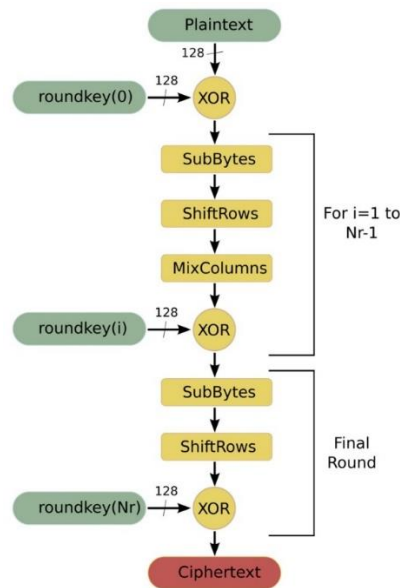 Plaintext
128
128
roundkey(0)
XOR
SubBytes
ShiftRows
For i=1 to
Nr-1
MixColumns
128
roundkey(i)
XOR
SubBytes
ShiftRows
Final
Round
128
roundkey(Nr)
XOR
Ciphertext